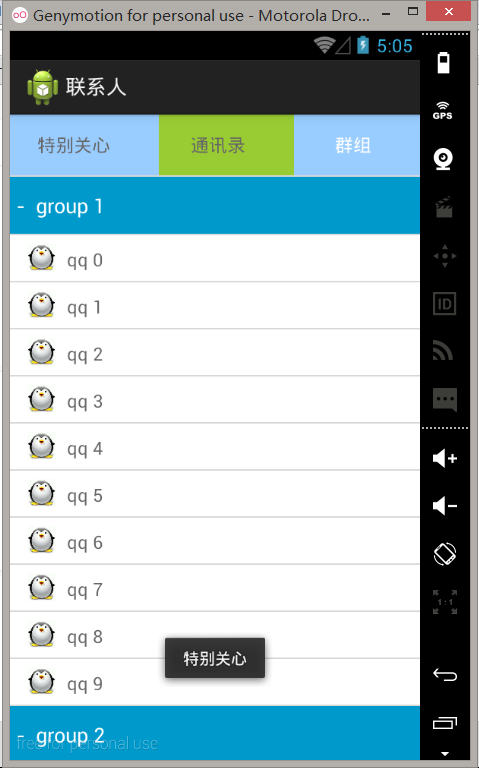 Genymotion for personal use - Motorola Dro...
5:05
联系人
GPS
特别关心 通讯录 群组
- group 1
qq 0
qq 1
qq 2
ID
qq 3
qq 4
qq 5
qq 6
qq 7
1:1
qq 8
特别关心
qq 9
- group 2
free for personal use